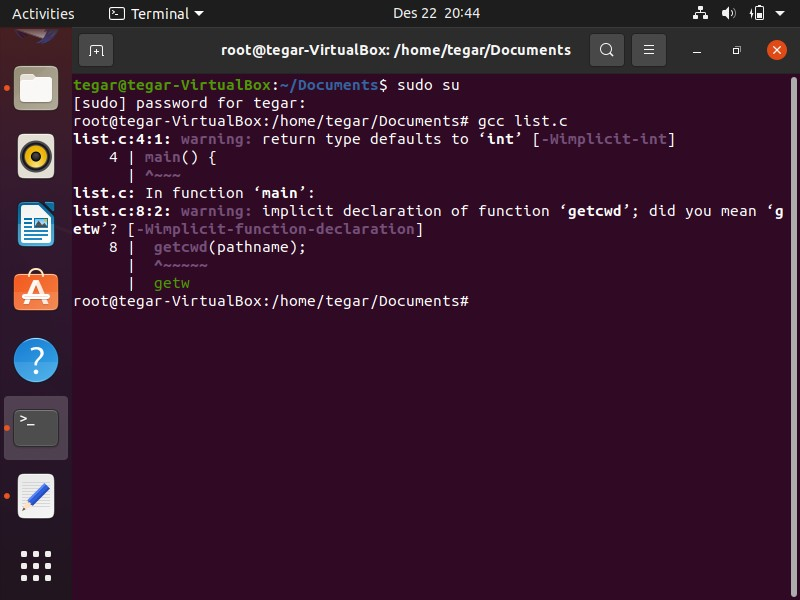 Activities Terminal Des 22 20:44
root@tegar-VirtualBox: /home/tegar/Documents
tegar@tegar-VirtualBox:~/Documents$ sudo su
[sudo] password for tegar:
root@tegar-VirtualBox:/home/tegar/Documents# gcc list.c
list.c:4:1: warning: return type defaults to ‘int’ [-Wimplicit-int]
    4 | main() {
      | ^~~~
list.c: In function ‘main’:
list.c:8:2: warning: implicit declaration of function ‘getcwd’; did you mean ‘g
etw’? [-Wimplicit-function-declaration]
    8 |  getcwd(pathname);
      |  ^~~~~~
      |  getw
root@tegar-VirtualBox:/home/tegar/Documents#